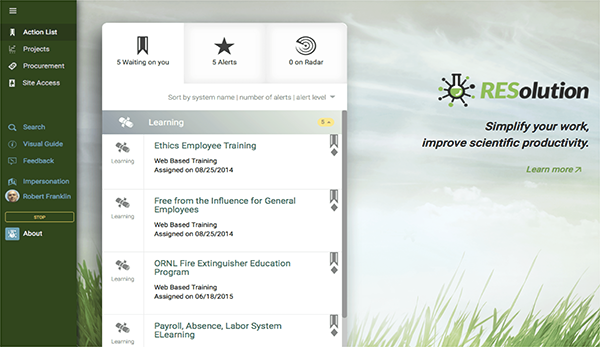 Action List
Projects
Procurement
Site Access
Search
Visual Guide
Feedback
Impersonation
Robert Franklin
STOP
About
5 Waiting on you
5 Alerts
0 on Radar
Sort by system name | number of alerts | alert level
Learning
5
Learning
Ethics Employee Training
Web Based Training
Assigned on 08/25/2014
Learning
Free from the Influence for General
Employees
Web Based Training
Assigned on 08/25/2014
Learning
ORNL Fire Extinguisher Education
Program
Web Based Training
Assigned on 06/18/2015
Learning
Payroll, Absence, Labor System
ELearning
RESolution
Simplify your work,
improve scientific productivity.
Learn more